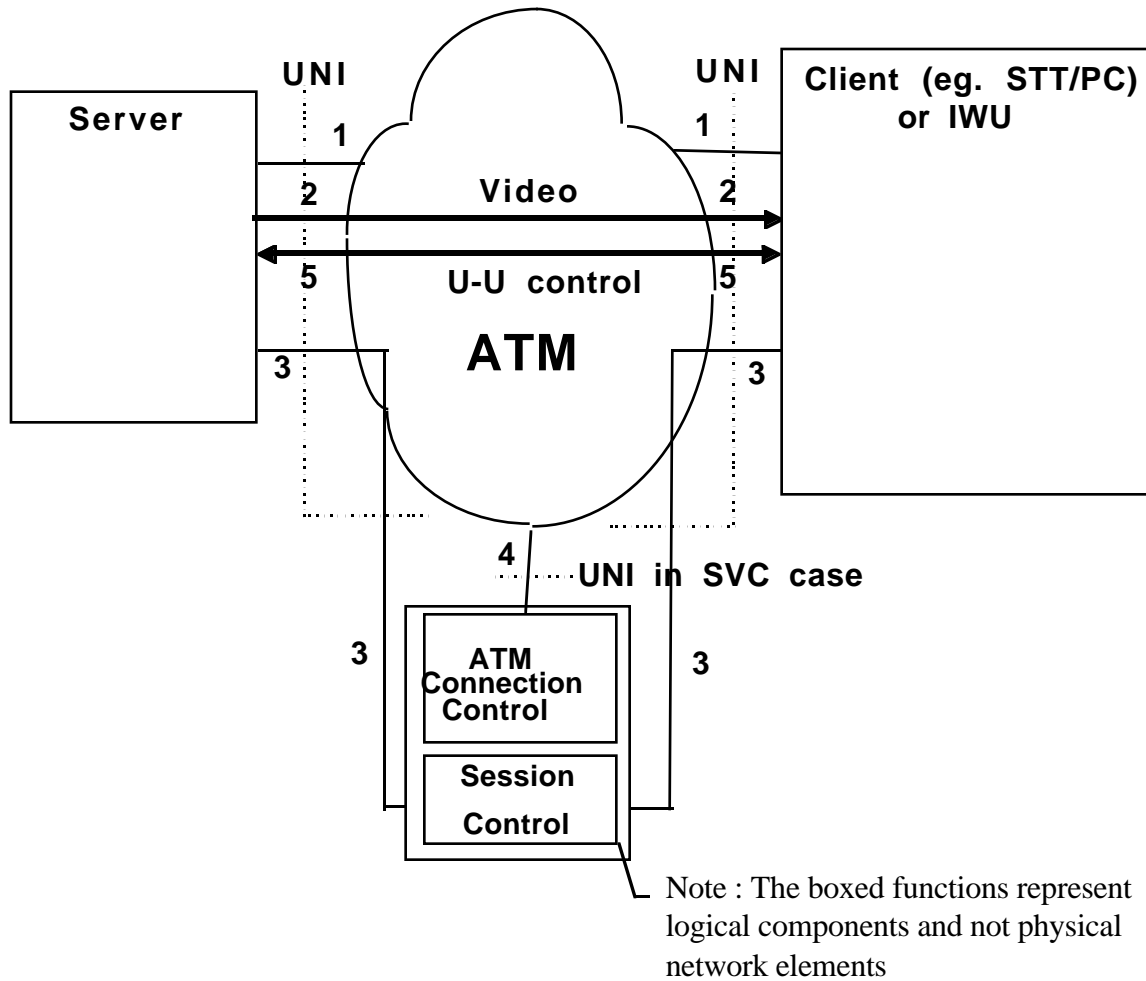 UNI
UNI
Server
Client (eg. STT/PC)
or IWU
1
1
2
Video
2
5
U-U control
5
ATM
3
3
4
UNI in SVC case
3
ATM
Connection
Control
3
Session
Control
Note : The boxed functions represent
logical components and not physical
network elements